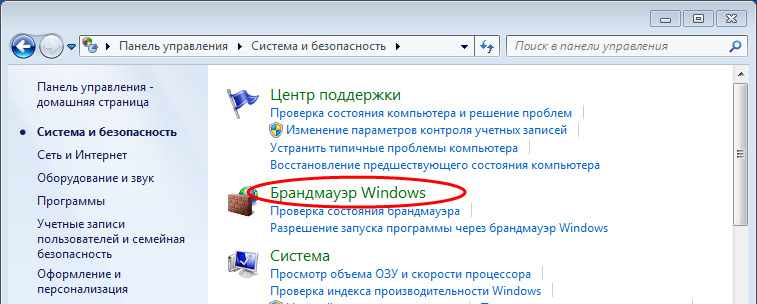 Панель управления Система и безопасность Поиск в панели управления
Панель управления -
домашняя страница
Система и безопасность
Сеть и Интернет
Оборудование и звук
Программы
Учетные записи
пользователей и семейная
безопасность
Оформление и
персонализация
Центр поддержки
Проверка состояния компьютера и решение проблем
Изменение параметров контроля учетных записей
Устранить типичные проблемы компьютера
Восстановление предшествующего состояния компьютера
Брандмауэр Windows
Проверка состояния брандмауэра
Разрешение запуска программы через брандмауэр Windows
Система
Просмотр объема ОЗУ и скорости процессора
Проверка индекса производительности Windows